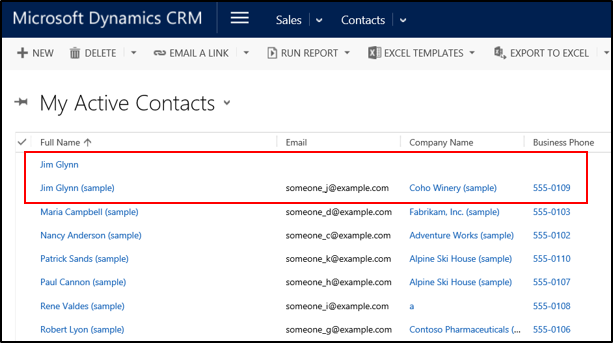 Microsoft Dynamics CRM Sales Contacts
NEW DELETE EMAIL A LINK RUN REPORT EXCEL TEMPLATES EXPORT TO EXCEL
My Active Contacts
Full Name Email Company Name Business Phone
Jim Glynn
Jim Glynn (sample) someone_j@example.com Coho Winery (sample) 555-0109
Maria Campbell (sample) someone_d@example.com Fabrikam, Inc. (sample) 555-0103
Nancy Anderson (sample) someone_c@example.com Adventure Works (sample) 555-0102
Patrick Sands (sample) someone_k@example.com Alpine Ski House (sample) 555-0110
Paul Cannon (sample) someone_h@example.com Alpine Ski House (sample) 555-0107
Rene Valdes (sample) someone_i@example.com a 555-0108
Robert Lyon (sample) someone_g@example.com Contoso Pharmaceuticals (... 555-0106